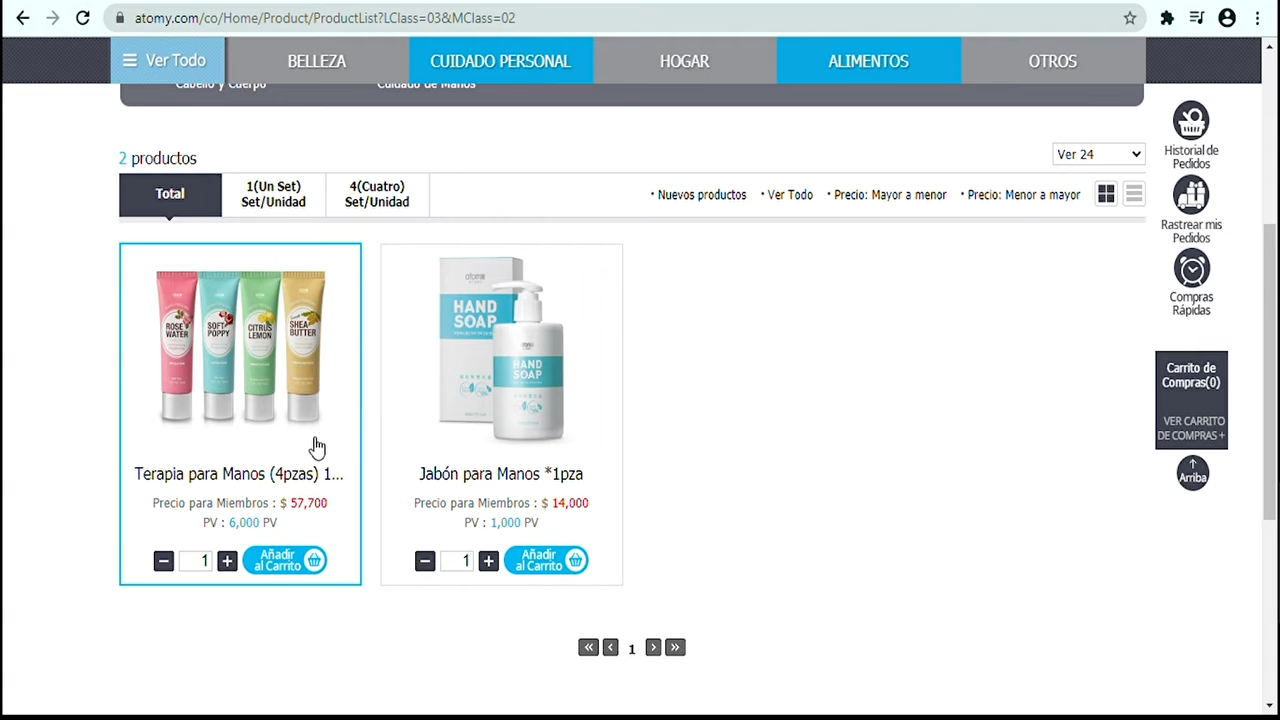 atomy.com/co/Home/Product/ProductList?LClass=03&MClass=02
Ver Todo
BELLEZA
CUIDADO PERSONAL
HOGAR
ALIMENTOS
OTROS
Cabello y Cuerpo
Cuidado de Manos
2 productos
Ver 24
Total
1(Un Set)
Set/Unidad
4(Cuatro)
Set/Unidad
• Nuevos productos
• Ver Todo
• Precio: Mayor a menor
• Precio: Menor a mayor
ROSE
WATER
SOFT
POPPY
CITRUS
LEMON
SHEA
BUTTER
Terapia para Manos (4pzas) 1...
Precio para Miembros : $ 57,700
PV : 6,000 PV
1
Añadir
al Carrito
atomy
HAND
SOAP
HAND
SOAP
Jabón para Manos *1pza
Precio para Miembros : $ 14,000
PV : 1,000 PV
1
Añadir
al Carrito
« ‹ 1 › »
Historial de
Pedidos
Rastrear mis
Pedidos
Compras
Rápidas
Carrito de
Compras(0)
VER CARRITO
DE COMPRAS +
Arriba